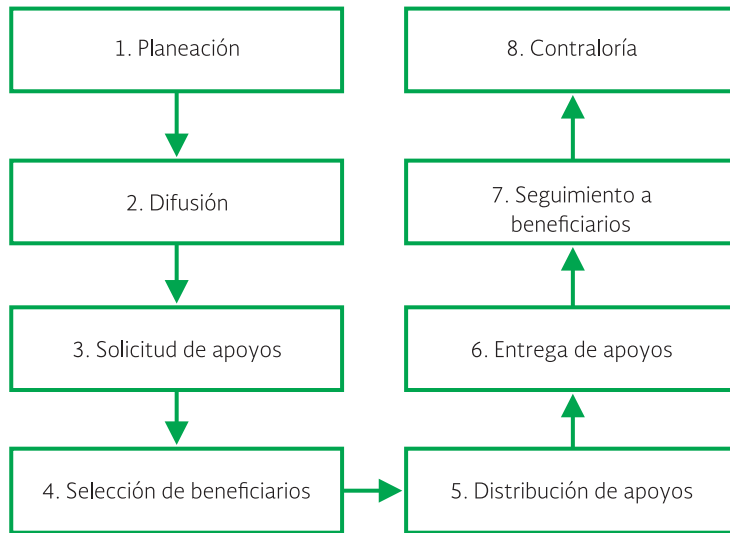 1. Planeación
2. Difusión
3. Solicitud de apoyos
4. Selección de beneficiarios
5. Distribución de apoyos
6. Entrega de apoyos
7. Seguimiento a
beneficiarios
8. Contraloría